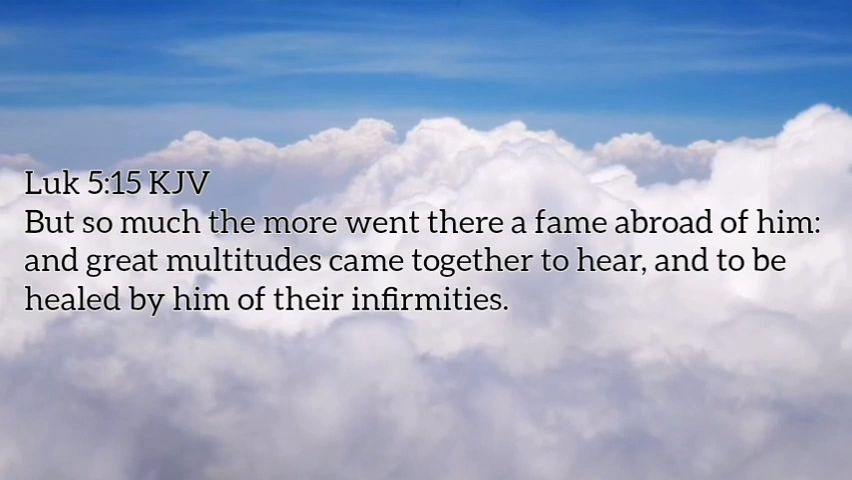 Luk 5:15 KJV
But so much the more went there a fame abroad of him:
and great multitudes came together to hear, and to be
healed by him of their infirmities.